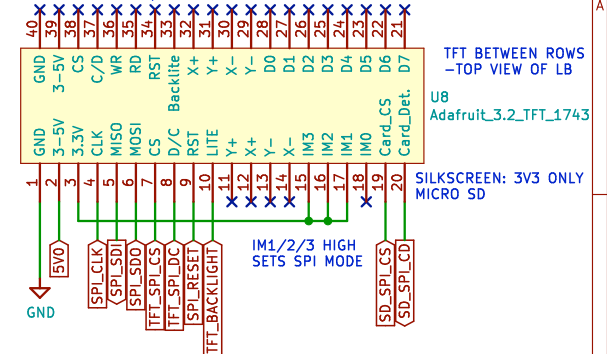 40 39 38 37 36 35 34 33 32 31 30 29 28 27 26 25 24 23 22 21
A
GND 3-5V CS C/D WR RD RST Backlite X+ Y+ X- Y- D0 D1 D2 D3 D4 D5 D6 D7
TFT BETWEEN ROWS
-TOP VIEW OF LB
U8
Adafruit_3.2_TFT_1743
GND 3-5V 3.3V CLK MISO MOSI CS D/C RST LITE Y+ X+ Y- X- IM3 IM2 IM1 IM0 Card_CS Card_Det.
1 2 3 4 5 6 7 8 9 10 11 12 13 14 15 16 17 18 19 20
SILKSCREEN: 3V3 ONLY
MICRO SD
IM1/2/3 HIGH
SETS SPI MODE
5V0 SPI_CLK SPI_SDI SPI_SDO TFT_SPI_CS TFT_SPI_DC SPI_RESET TFT_BACKLIGHT SD_SPI_CS SD_SPI_CD
GND